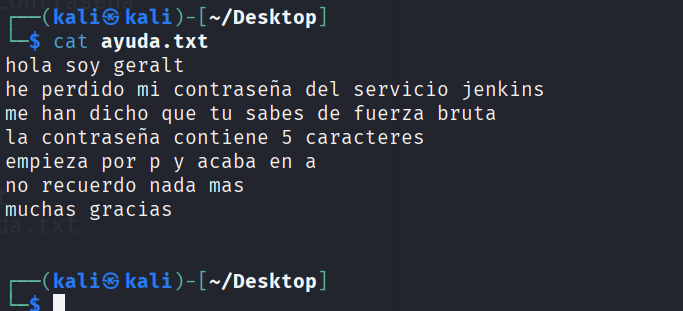 ┌──(kali㉿kali)-[~/Desktop]
└─$ cat ayuda.txt
hola soy geralt
he perdido mi contraseña del servicio jenkins
me han dicho que tu sabes de fuerza bruta
la contraseña contiene 5 caracteres
empieza por p y acaba en a
no recuerdo nada mas
muchas gracias
┌──(kali㉿kali)-[~/Desktop]
└─$